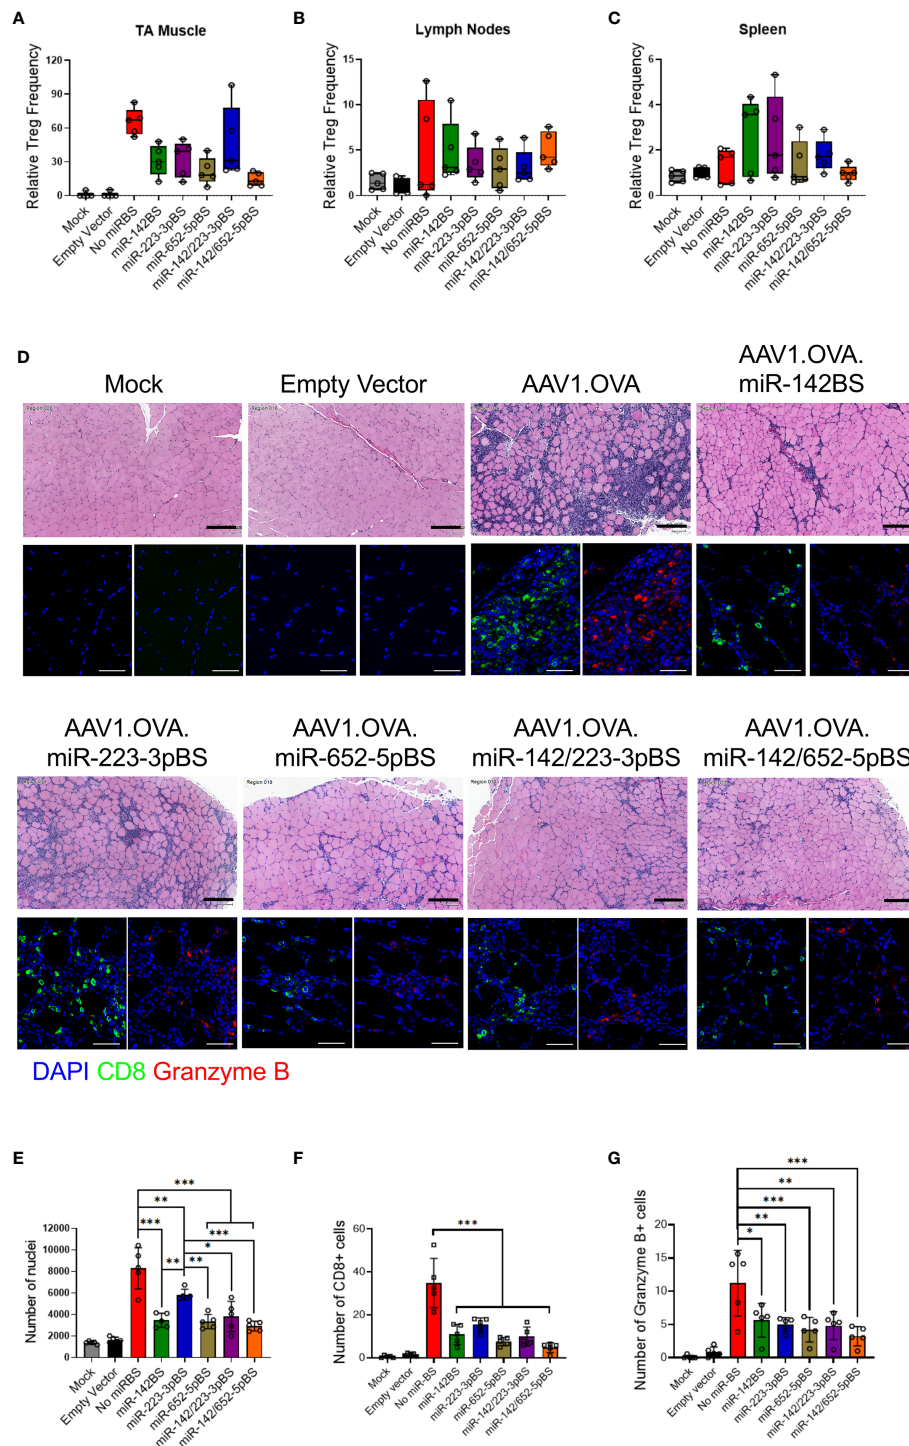 A
TA Muscle
Relative Treg Frequency
120
90
60
30
0
Mock
Empty Vector
No miRBS
miR-142BS
miR-223-3pBS
miR-652-5pBS
miR-142/223-3pBS
miR-142/652-5pBS
B
Lymph Nodes
Relative Treg Frequency
15
10
5
0
Mock
Empty Vector
No miRBS
miR-142BS
miR-223-3pBS
miR-652-5pBS
miR-142/223-3pBS
miR-142/652-5pBS
C
Spleen
Relative Treg Frequency
6
4
2
0
Mock
Empty Vector
No miRBS
miR-142BS
miR-223-3pBS
miR-652-5pBS
miR-142/223-3pBS
miR-142/652-5pBS
D
Mock
Empty Vector
AAV1.OVA
AAV1.OVA.
miR-142BS
AAV1.OVA.
miR-223-3pBS
AAV1.OVA.
miR-652-5pBS
AAV1.OVA.
miR-142/223-3pBS
AAV1.OVA.
miR-142/652-5pBS
Region 019
DAPI CD8 Granzyme B
E
Number of nuclei
12000
10000
8000
6000
4000
2000
0
***
**
***
***
*
**
**
Mock
Empty Vector
No miRBS
miR-142BS
miR-223-3pBS
miR-652-5pBS
miR-142/223-3pBS
miR-142/652-5pBS
F
Number of CD8+ cells
60
40
20
0
***
Mock
Empty vector
No miR-BS
miR-142BS
miR-223-3pBS
miR-652-5pBS
miR-142/223-3pBS
miR-142/652-5pBS
G
Number of Granzyme B+ cells
20
15
10
5
0
***
**
***
**
*
Mock
Empty vector
No miR-BS
miR-142BS
miR-223-3pBS
miR-652-5pBS
miR-142/223-3pBS
miR-142/652-5pBS